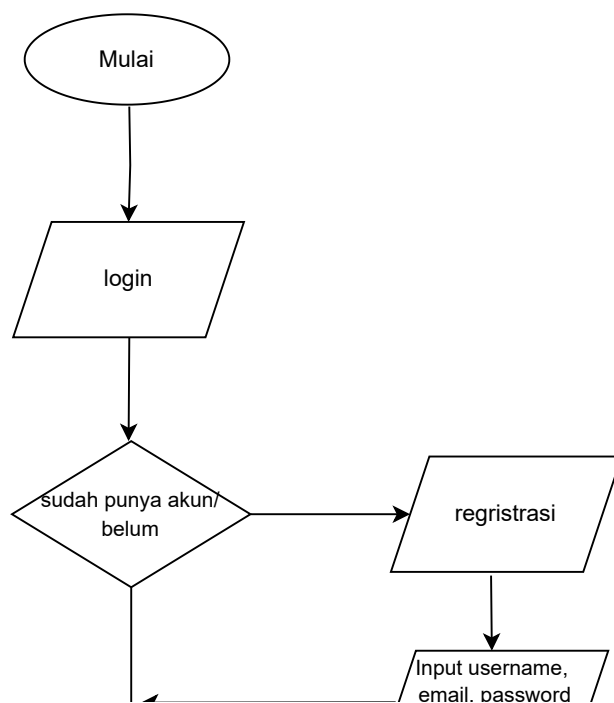 Mulai
login
sudah punya akun/
belum
regristrasi
Input username,
email, password